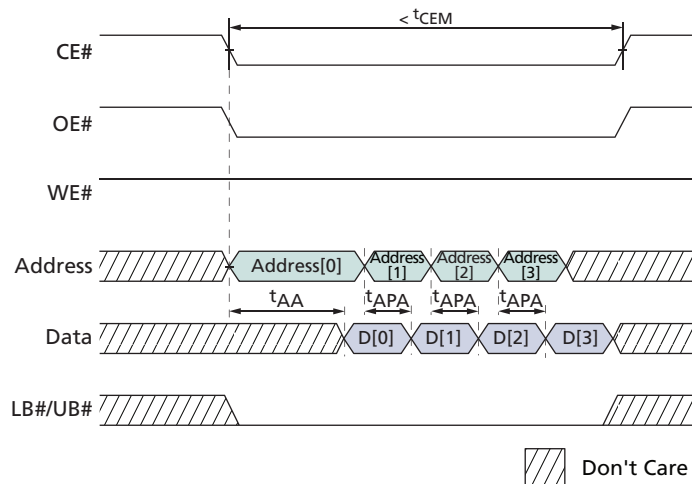 < tCEM
CE#
OE#
WE#
Address
Address[0]
Address
[1]
Address
[2]
Address
[3]
tAA
tAPA
tAPA
tAPA
Data
D[0]
D[1]
D[2]
D[3]
LB#/UB#
Don't Care